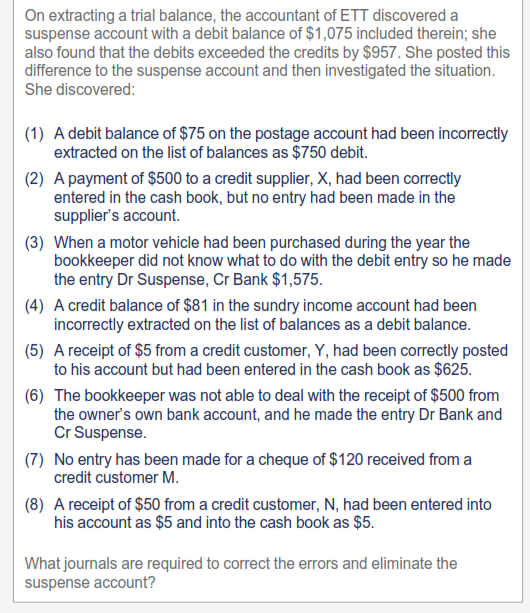 On extracting a trial balance, the accountant of ETT discovered a
suspense account with a debit balance of $1,075 included therein; she
also found that the debits exceeded the credits by $957. She posted this
difference to the suspense account and then investigated the situation.
She discovered:
(1) A debit balance of $75 on the postage account had been incorrectly
extracted on the list of balances as $750 debit.
(2) A payment of $500 to a credit supplier, X, had been correctly
entered in the cash book, but no entry had been made in the
supplier's account.
(3) When a motor vehicle had been purchased during the year the
bookkeeper did not know what to do with the debit entry so he made
the entry Dr Suspense, Cr Bank $1,575.
(4) A credit balance of $81 in the sundry income account had been
incorrectly extracted on the list of balances as a debit balance.
(5) A receipt of $5 from a credit customer, Y, had been correctly posted
to his account but had been entered in the cash book as $625.
(6) The bookkeeper was not able to deal with the receipt of $500 from
the owner's own bank account, and he made the entry Dr Bank and
Cr Suspense.
(7) No entry has been made for a cheque of $120 received from a
credit customer M.
(8) A receipt of $50 from a credit customer, N, had been entered into
his account as $5 and into the cash book as $5.
What journals are required to correct the errors and eliminate the
suspense account?